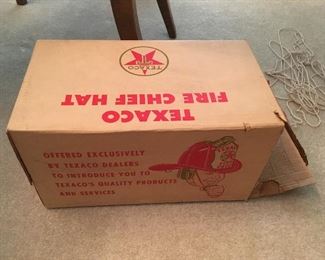 TEXACO
TEXACO
FIRE CHIEF HAT
OFFERED EXCLUSIVELY
BY TEXACO DEALERS
TO INTRODUCE YOU TO
TEXACO'S QUALITY PRODUCTS
AND SERVICES